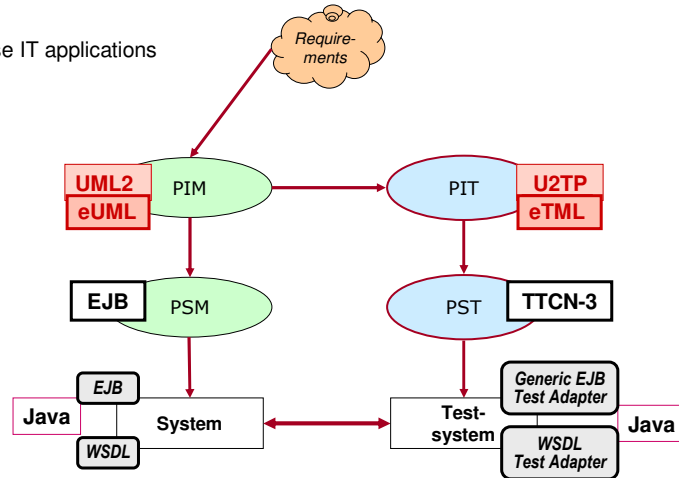 se IT applications
Require-
ments
UML2
eUML
PIM
PIT
U2TP
eTML
EJB
PSM
PST
TTCN-3
EJB
Java
System
WSDL
Test-
system
Generic EJB
Test Adapter
Java
WSDL
Test Adapter